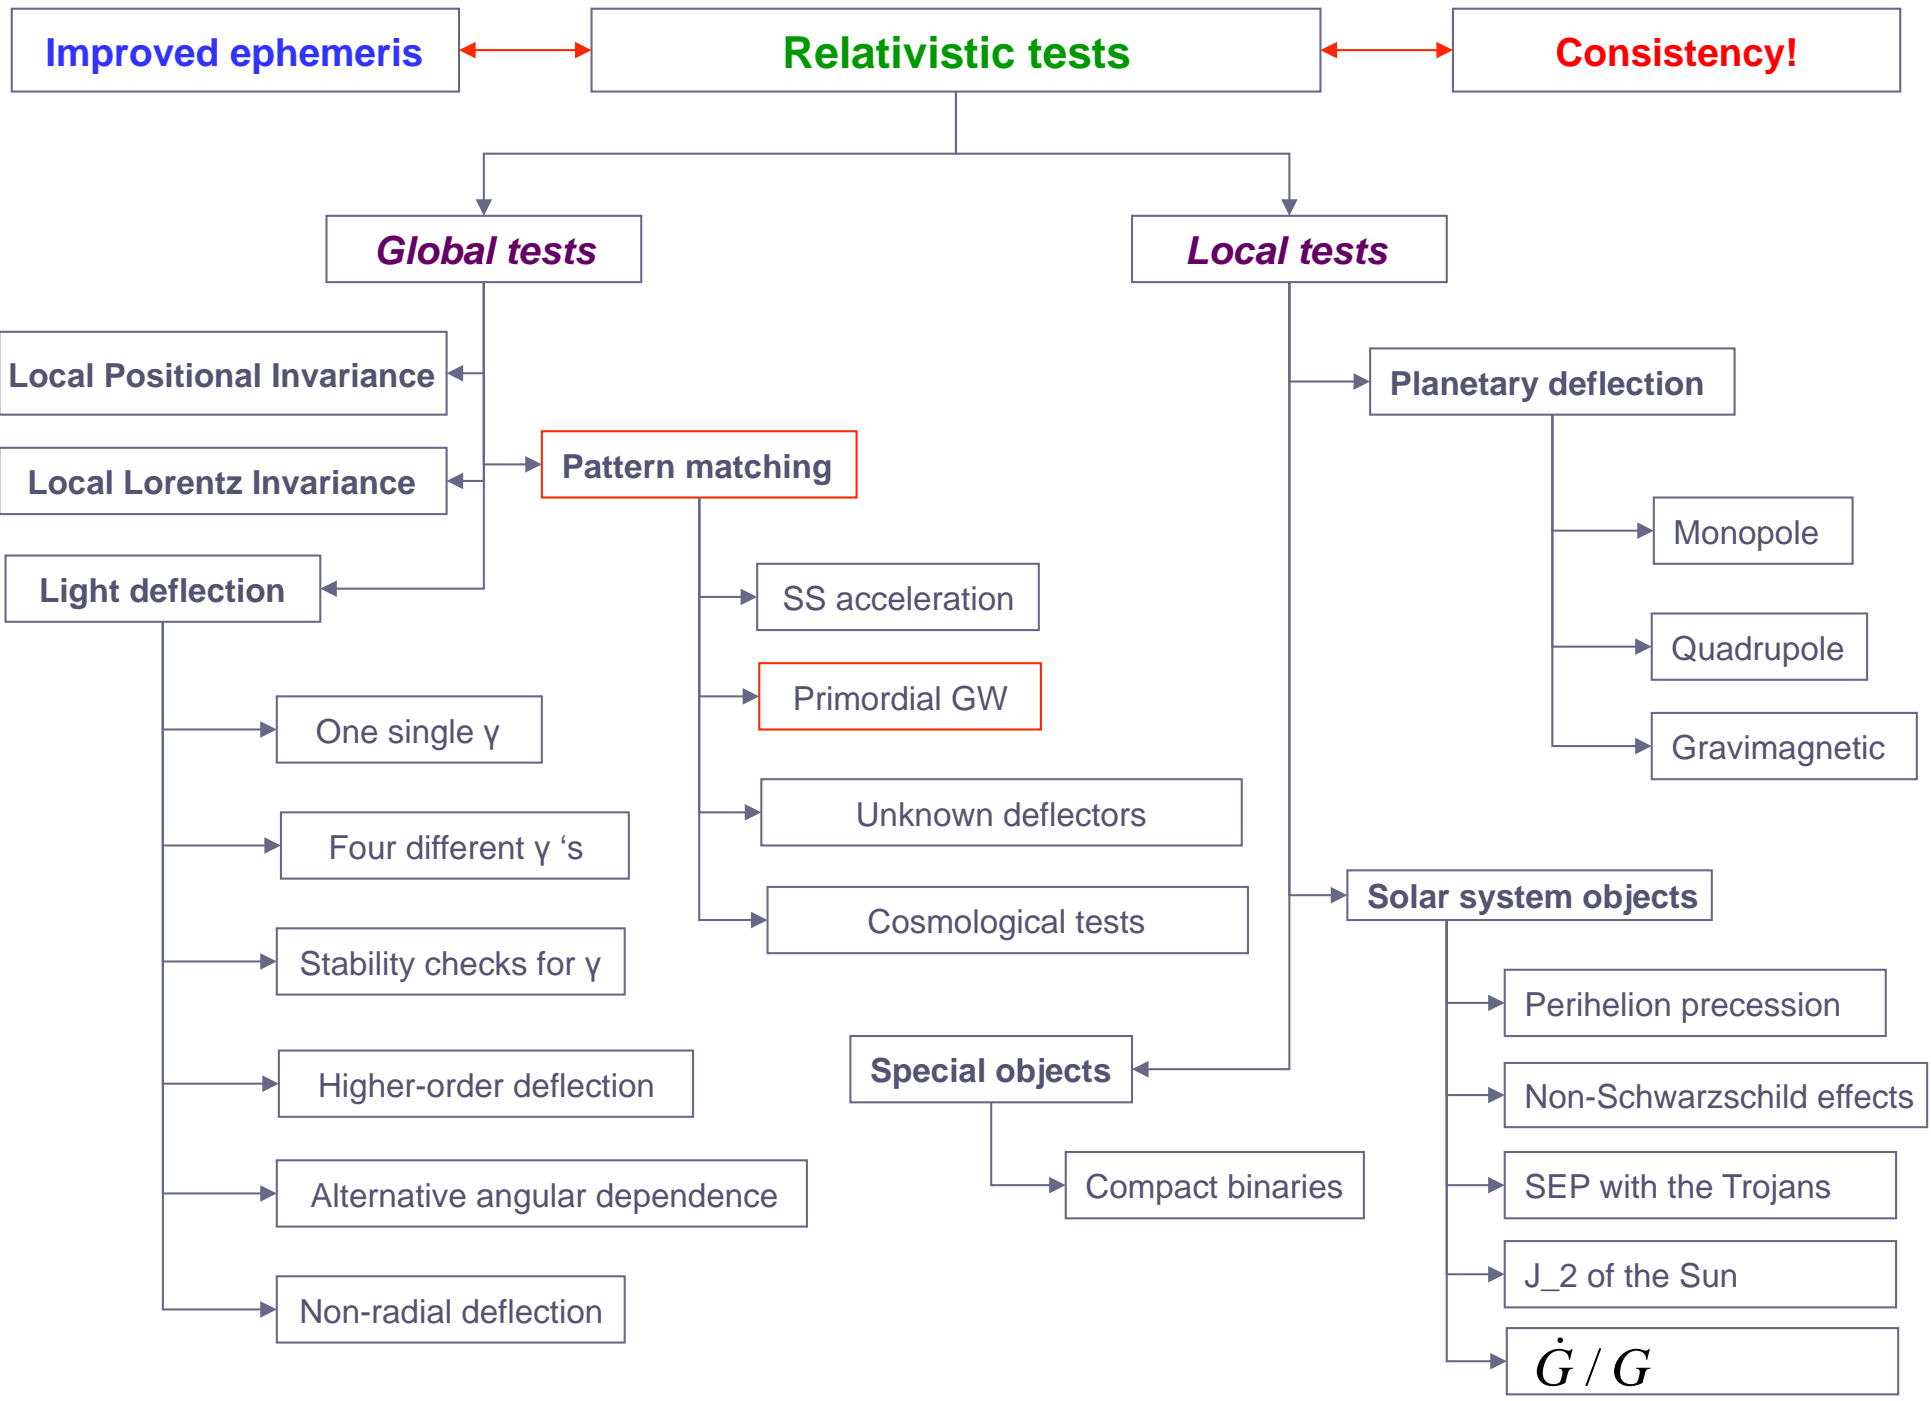 Improved ephemeris
Relativistic tests
Consistency!
Global tests
Local tests
Local Positional Invariance
Local Lorentz Invariance
Light deflection
One single γ
Four different γ ‘s
Stability checks for γ
Higher-order deflection
Alternative angular dependence
Non-radial deflection
Pattern matching
SS acceleration
Primordial GW
Unknown deflectors
Cosmological tests
Planetary deflection
Monopole
Quadrupole
Gravimagnetic
Solar system objects
Perihelion precession
Non-Schwarzschild effects
SEP with the Trojans
J_2 of the Sun
Ġ / G
Special objects
Compact binaries